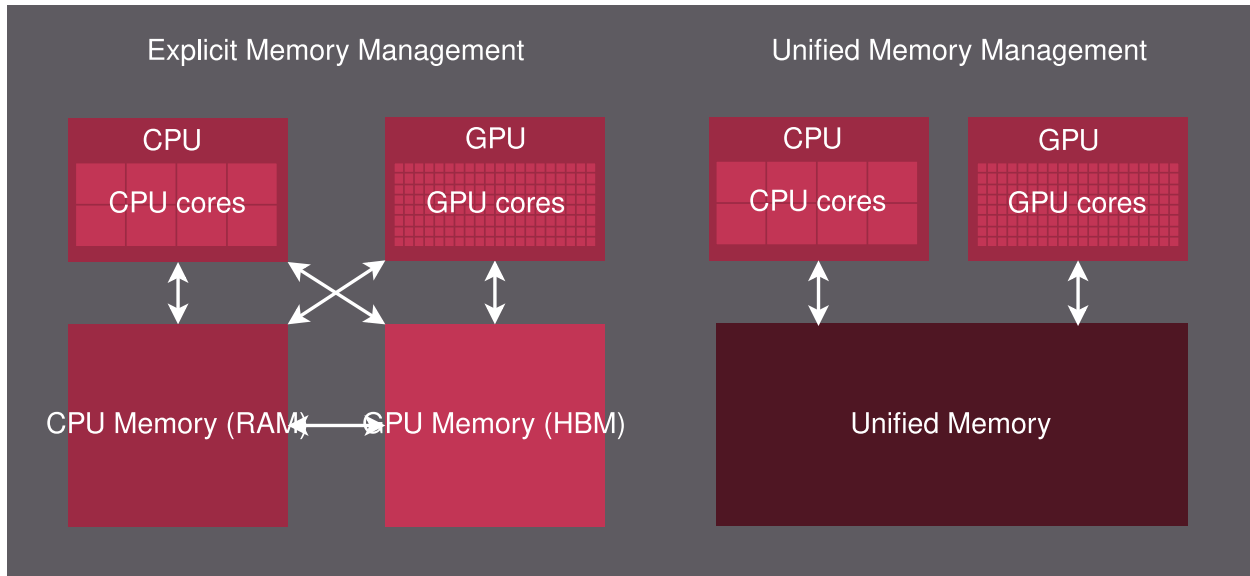 Explicit Memory Management
Unified Memory Management
CPU
GPU
CPU
GPU
CPU cores
GPU cores
CPU cores
GPU cores
CPU Memory (RAM)
GPU Memory (HBM)
Unified Memory